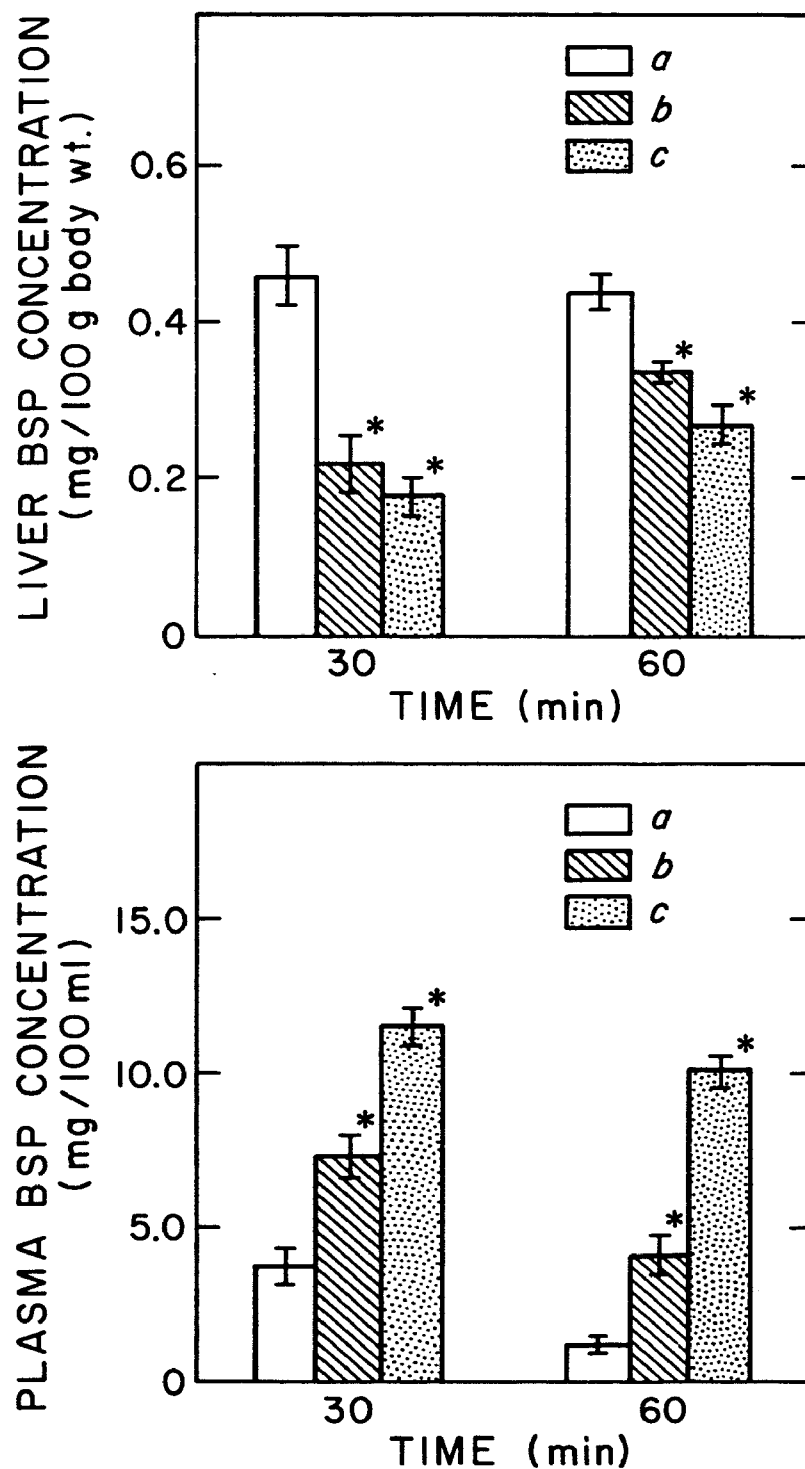 LIVER BSP CONCENTRATION
(mg/100 g body wt.)
a
b
c
0.6
0.4
0.2
0
*
*
*
*
30
60
TIME (min)
PLASMA BSP CONCENTRATION
(mg/100 ml)
a
b
c
15.0
10.0
5.0
0
*
*
*
*
30
60
TIME (min)